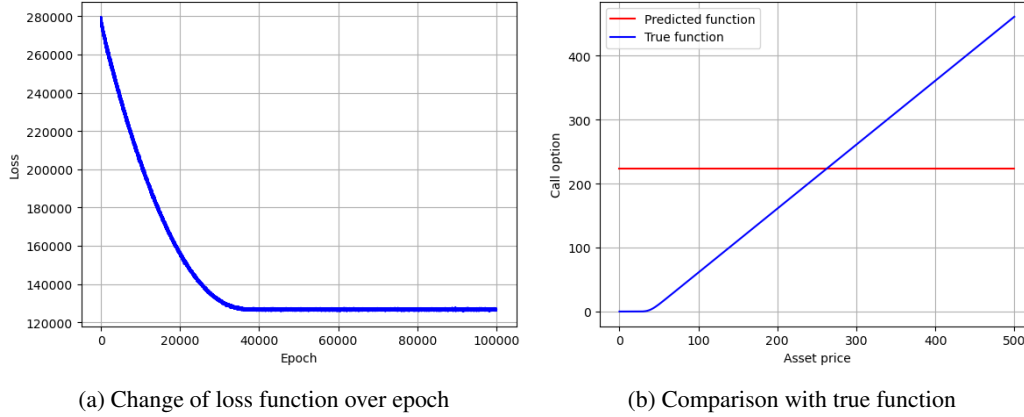 280000
260000
240000
220000
200000
180000
160000
140000
120000
Loss
0 20000 40000 60000 80000 100000
Epoch
(a) Change of loss function over epoch
Predicted function
True function
400
300
200
100
0
Call option
0 100 200 300 400 500
Asset price
(b) Comparison with true function